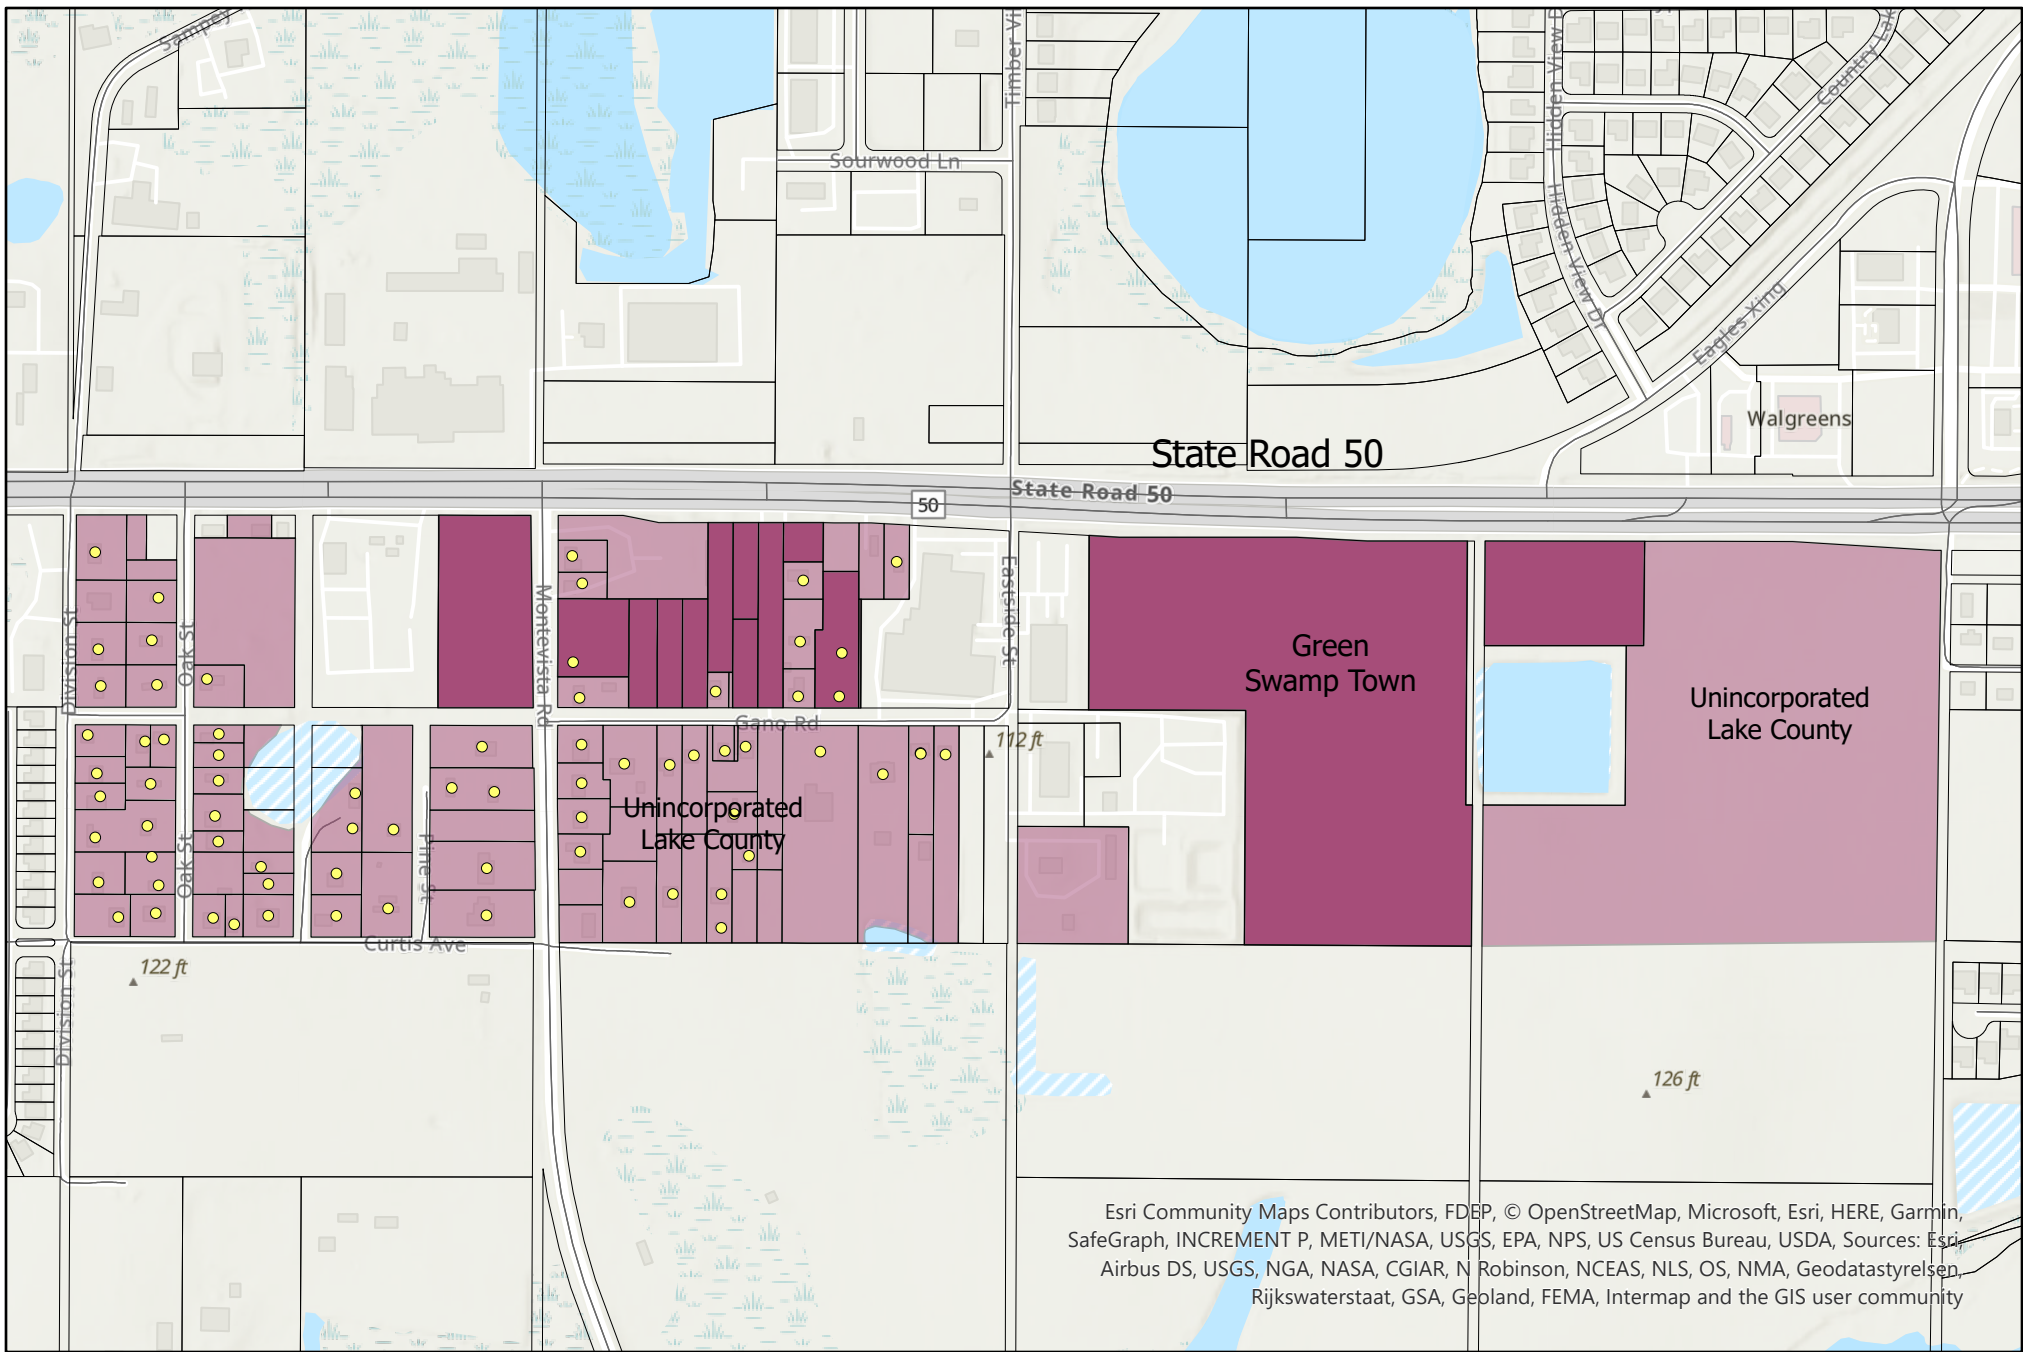 Sampey
Timber Vi
Hidden View D
Country Lak
Sourwood Ln
Hidden View Dr
Eagles Xing
Walgreens
State Road 50
State Road 50
50
Division St
Oak St
Montevista Rd
Eastside St
Green
Swamp Town
Unincorporated
Lake County
Gano Rd
112 ft
Unincorporated
Lake County
Oak St
Pine St
Curtis Ave
122 ft
Division St
126 ft
Esri Community Maps Contributors, FDEP, © OpenStreetMap, Microsoft, Esri, HERE, Garmin,
SafeGraph, INCREMENT P, METI/NASA, USGS, EPA, NPS, US Census Bureau, USDA, Sources: Esri,
Airbus DS, USGS, NGA, NASA, CGIAR, N Robinson, NCEAS, NLS, OS, NMA, Geodatastyrelsen,
Rijkswaterstaat, GSA, Geoland, FEMA, Intermap and the GIS user community